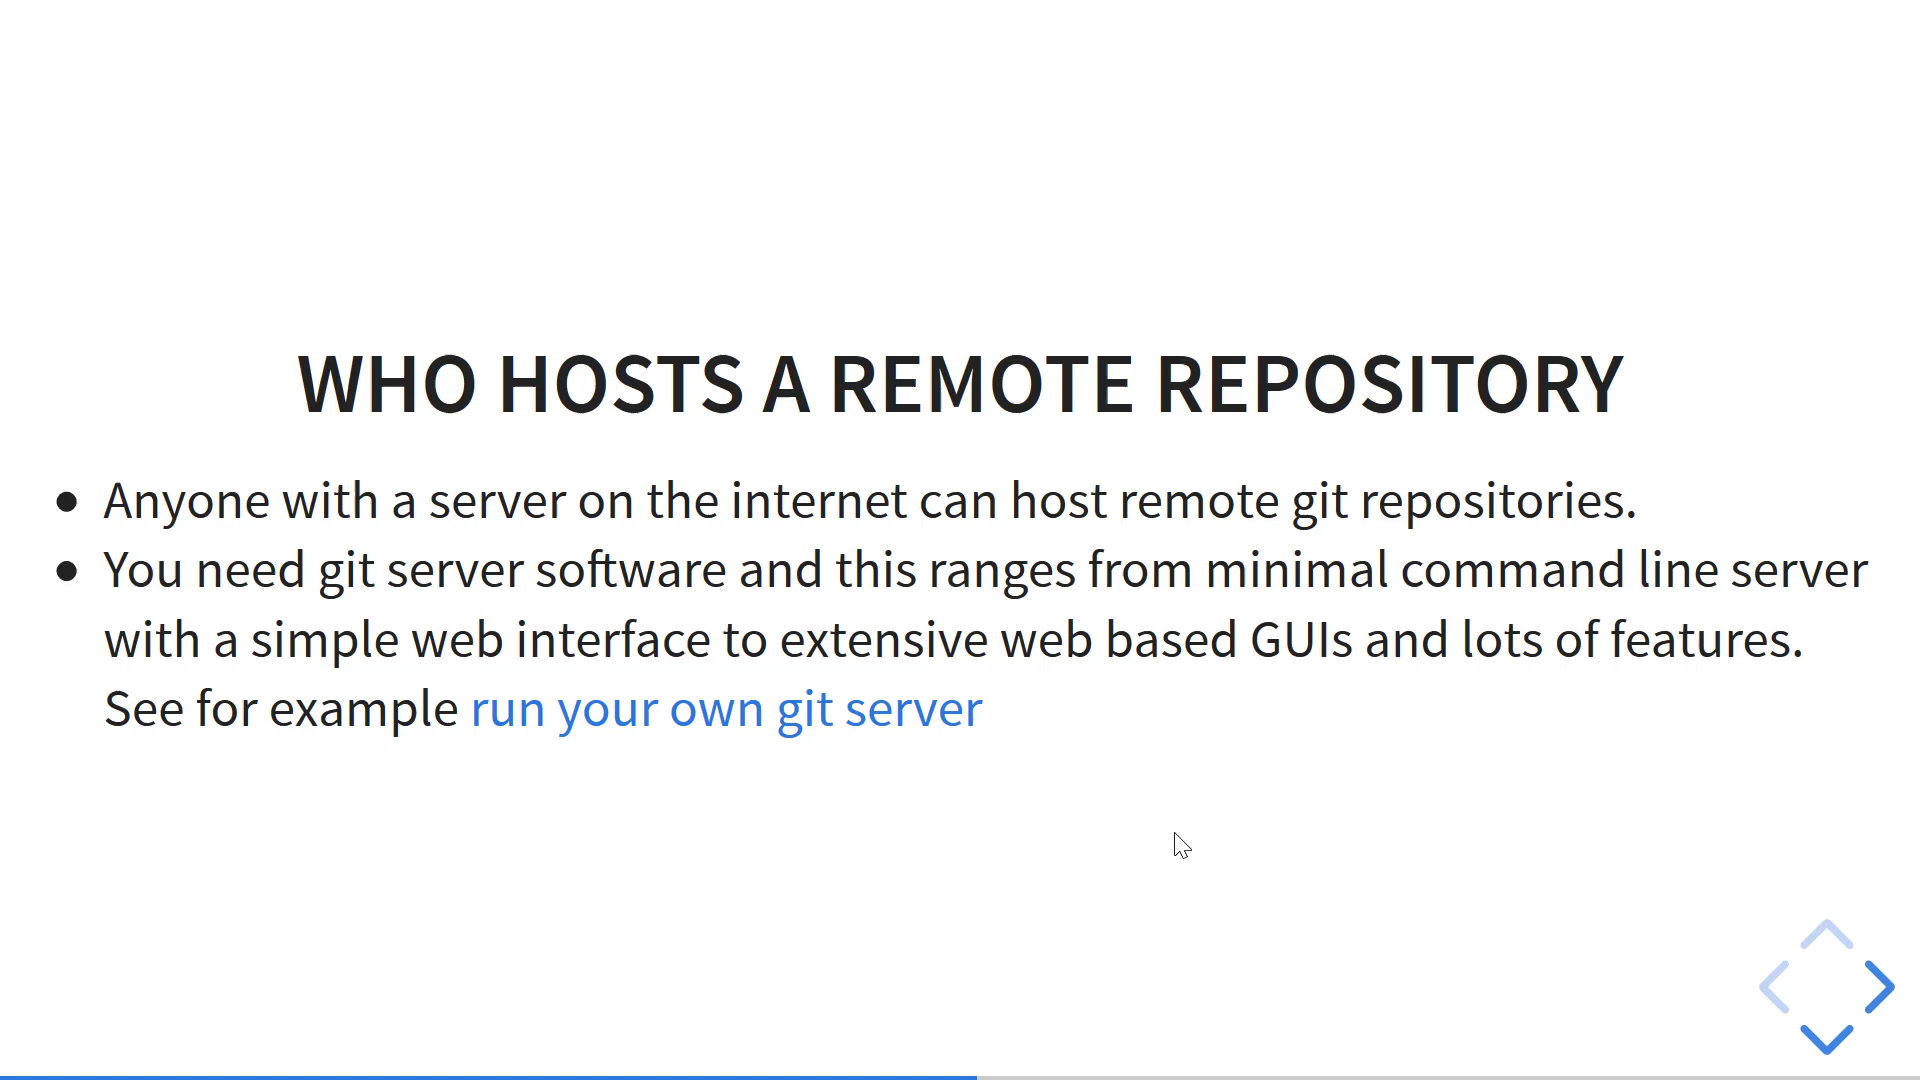 WHO HOSTS A REMOTE REPOSITORY
Anyone with a server on the internet can host remote git repositories.
You need git server software and this ranges from minimal command line server
with a simple web interface to extensive web based GUIs and lots of features.
See for example run your own git server